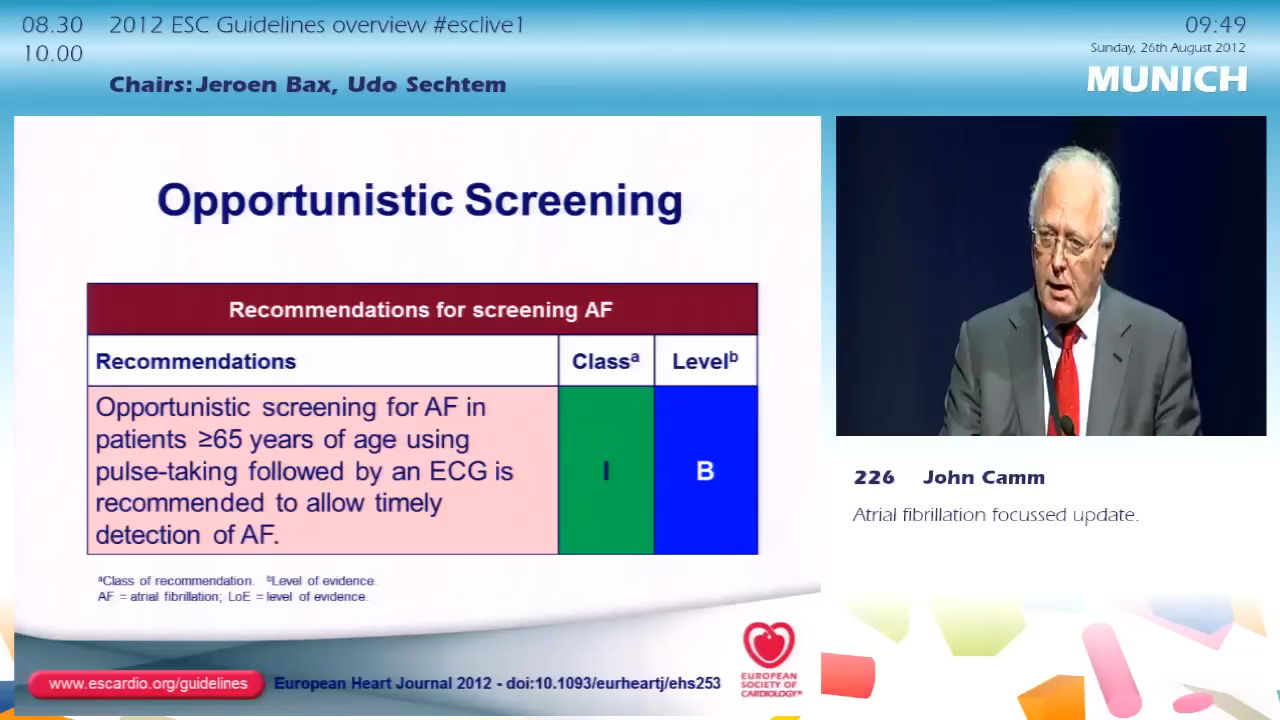 08.30
10.00
2012 ESC Guidelines overview #esclive1
Chairs: Jeroen Bax, Udo Sechtem
09:49
Sunday, 26th August 2012
MUNICH
Opportunistic Screening
Recommendations for screening AF
Recommendations Classᵃ Levelᵇ
Opportunistic screening for AF in
patients ≥65 years of age using
pulse-taking followed by an ECG is
recommended to allow timely
detection of AF.
I B
ᵃClass of recommendation. ᵇLevel of evidence.
AF = atrial fibrillation; LoE = level of evidence.
www.escardio.org/guidelines
European Heart Journal 2012 - doi:10.1093/eurheartj/ehs253
EUROPEAN
SOCIETY OF
CARDIOLOGY®
226 John Camm
Atrial fibrillation focussed update.